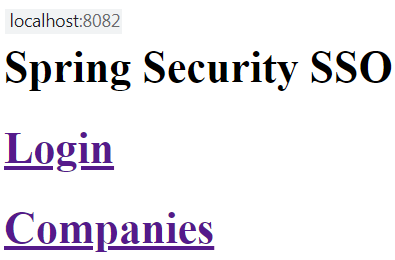 localhost:8082
Spring Security SSO
Login
Companies